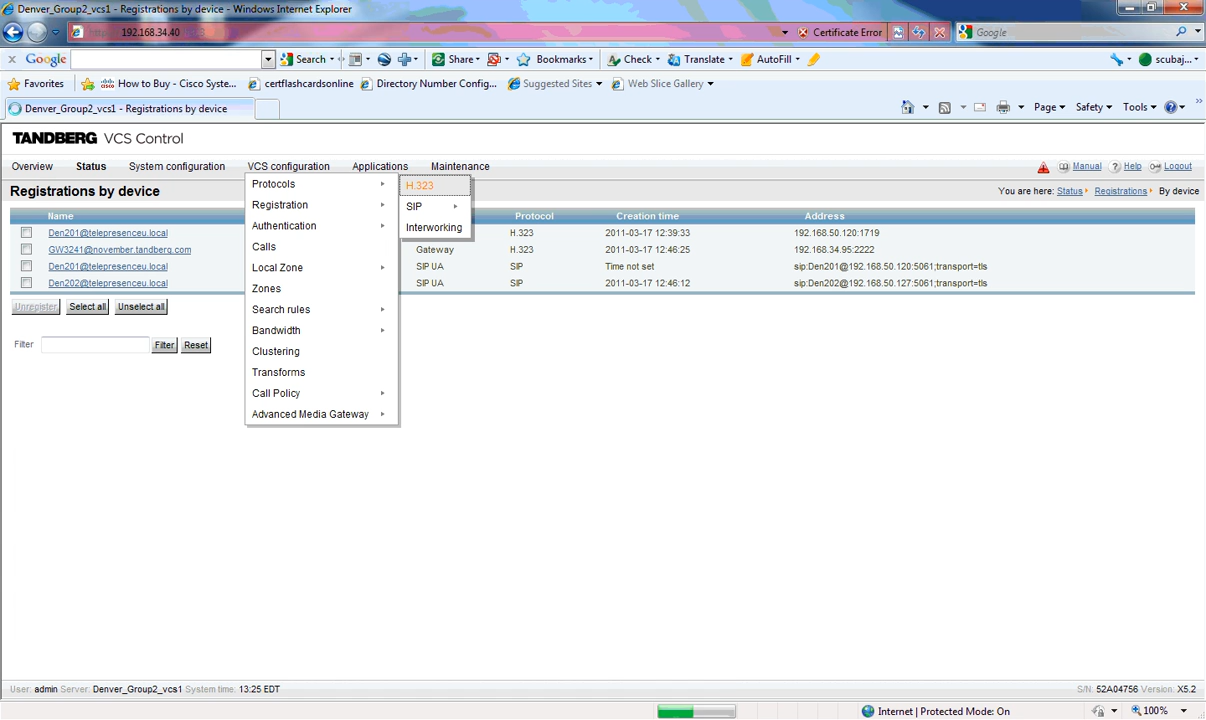 Denver_Group2_vcs1 - Registrations by device - Windows Internet Explorer
192.168.34.40 Certificate Error Google
x Google Search Share Bookmarks Check Translate AutoFill scubaj...
Favorites How to Buy - Cisco Syste... certflashcardsonline Directory Number Config... Suggested Sites Web Slice Gallery
Denver_Group2_vcs1 - Registrations by device Page Safety Tools »
TANDBERG VCS Control
Overview Status System configuration VCS configuration Applications Maintenance Manual Help Logout
Registrations by device You are here: Status Registrations By device
Protocols H.323
Registration SIP
Authentication Interworking
Calls
Local Zone
Zones
Search rules
Bandwidth
Clustering
Transforms
Call Policy
Advanced Media Gateway
Name Protocol Creation time Address
Den201@telepresenceu.local H.323 2011-03-17 12:39:33 192.168.50.120:1719
GW3241@november.tandberg.com Gateway H.323 2011-03-17 12:46:25 192.168.34.95:2222
Den201@telepresenceu.local SIP UA SIP Time not set sip:Den201@192.168.50.120:5061;transport=tls
Den202@telepresenceu.local SIP UA SIP 2011-03-17 12:46:12 sip:Den202@192.168.50.127:5061;transport=tls
Unregister Select all Unselect all
Filter Filter Reset
User: admin Server: Denver_Group2_vcs1 System time: 13:25 EDT S/N: 52A04756 Version: X5.2
Internet | Protected Mode: On 100%